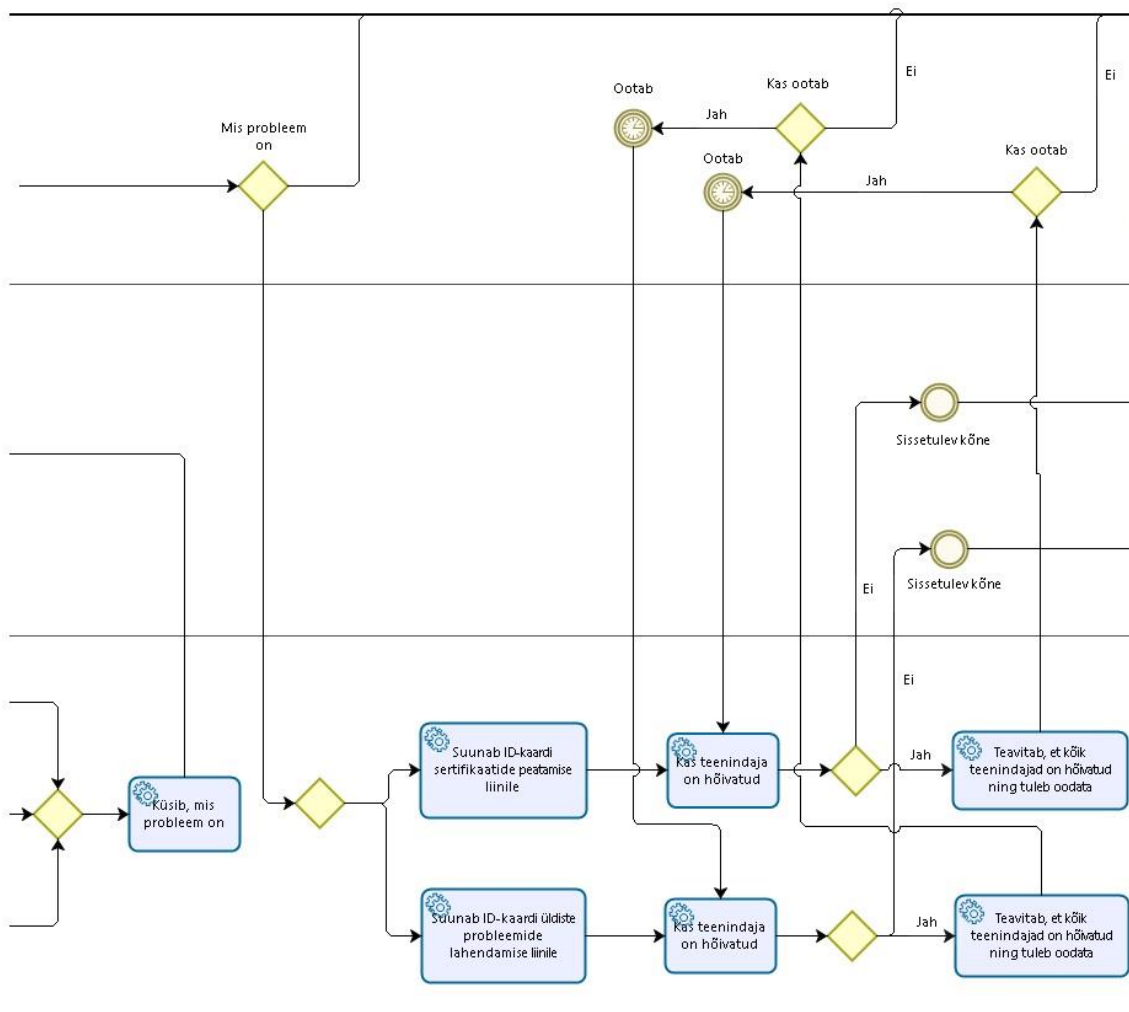 Ei
Kas ootab
Ootab
Ei
Jah
Mis probleem
on
Kas ootab
Ootab
Jah
Sissetulev kõne
Sissetulev kõne
Ei
Ei
Suunab ID-kaardi
sertifikaatide peatamise
liinile
Kas teenindaja
on hõivatud
Jah
Teavitab, et kõik
teenindajad on hõivatud
ning tuleb oodata
Küsib, mis
probleem on
Suunab ID-kaardi üldiste
probleemide
lahendamise liinile
Kas teenindaja
on hõivatud
Jah
Teavitab, et kõik
teenindajad on hõivatud
ning tuleb oodata